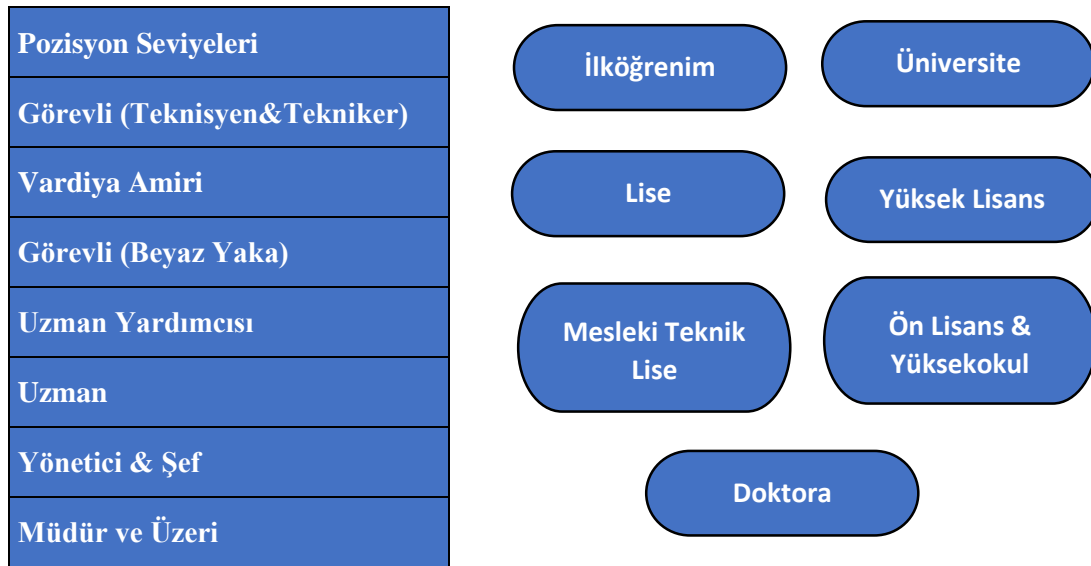 Pozisyon Seviyeleri
Görevli (Teknisyen&Tekniker)
Vardiya Amiri
Görevli (Beyaz Yaka)
Uzman Yardımcısı
Uzman
Yönetici & Şef
Müdür ve Üzeri
İlköğrenim
Üniversite
Lise
Yüksek Lisans
Mesleki Teknik
Lise
Ön Lisans &
Yüksekokul
Doktora